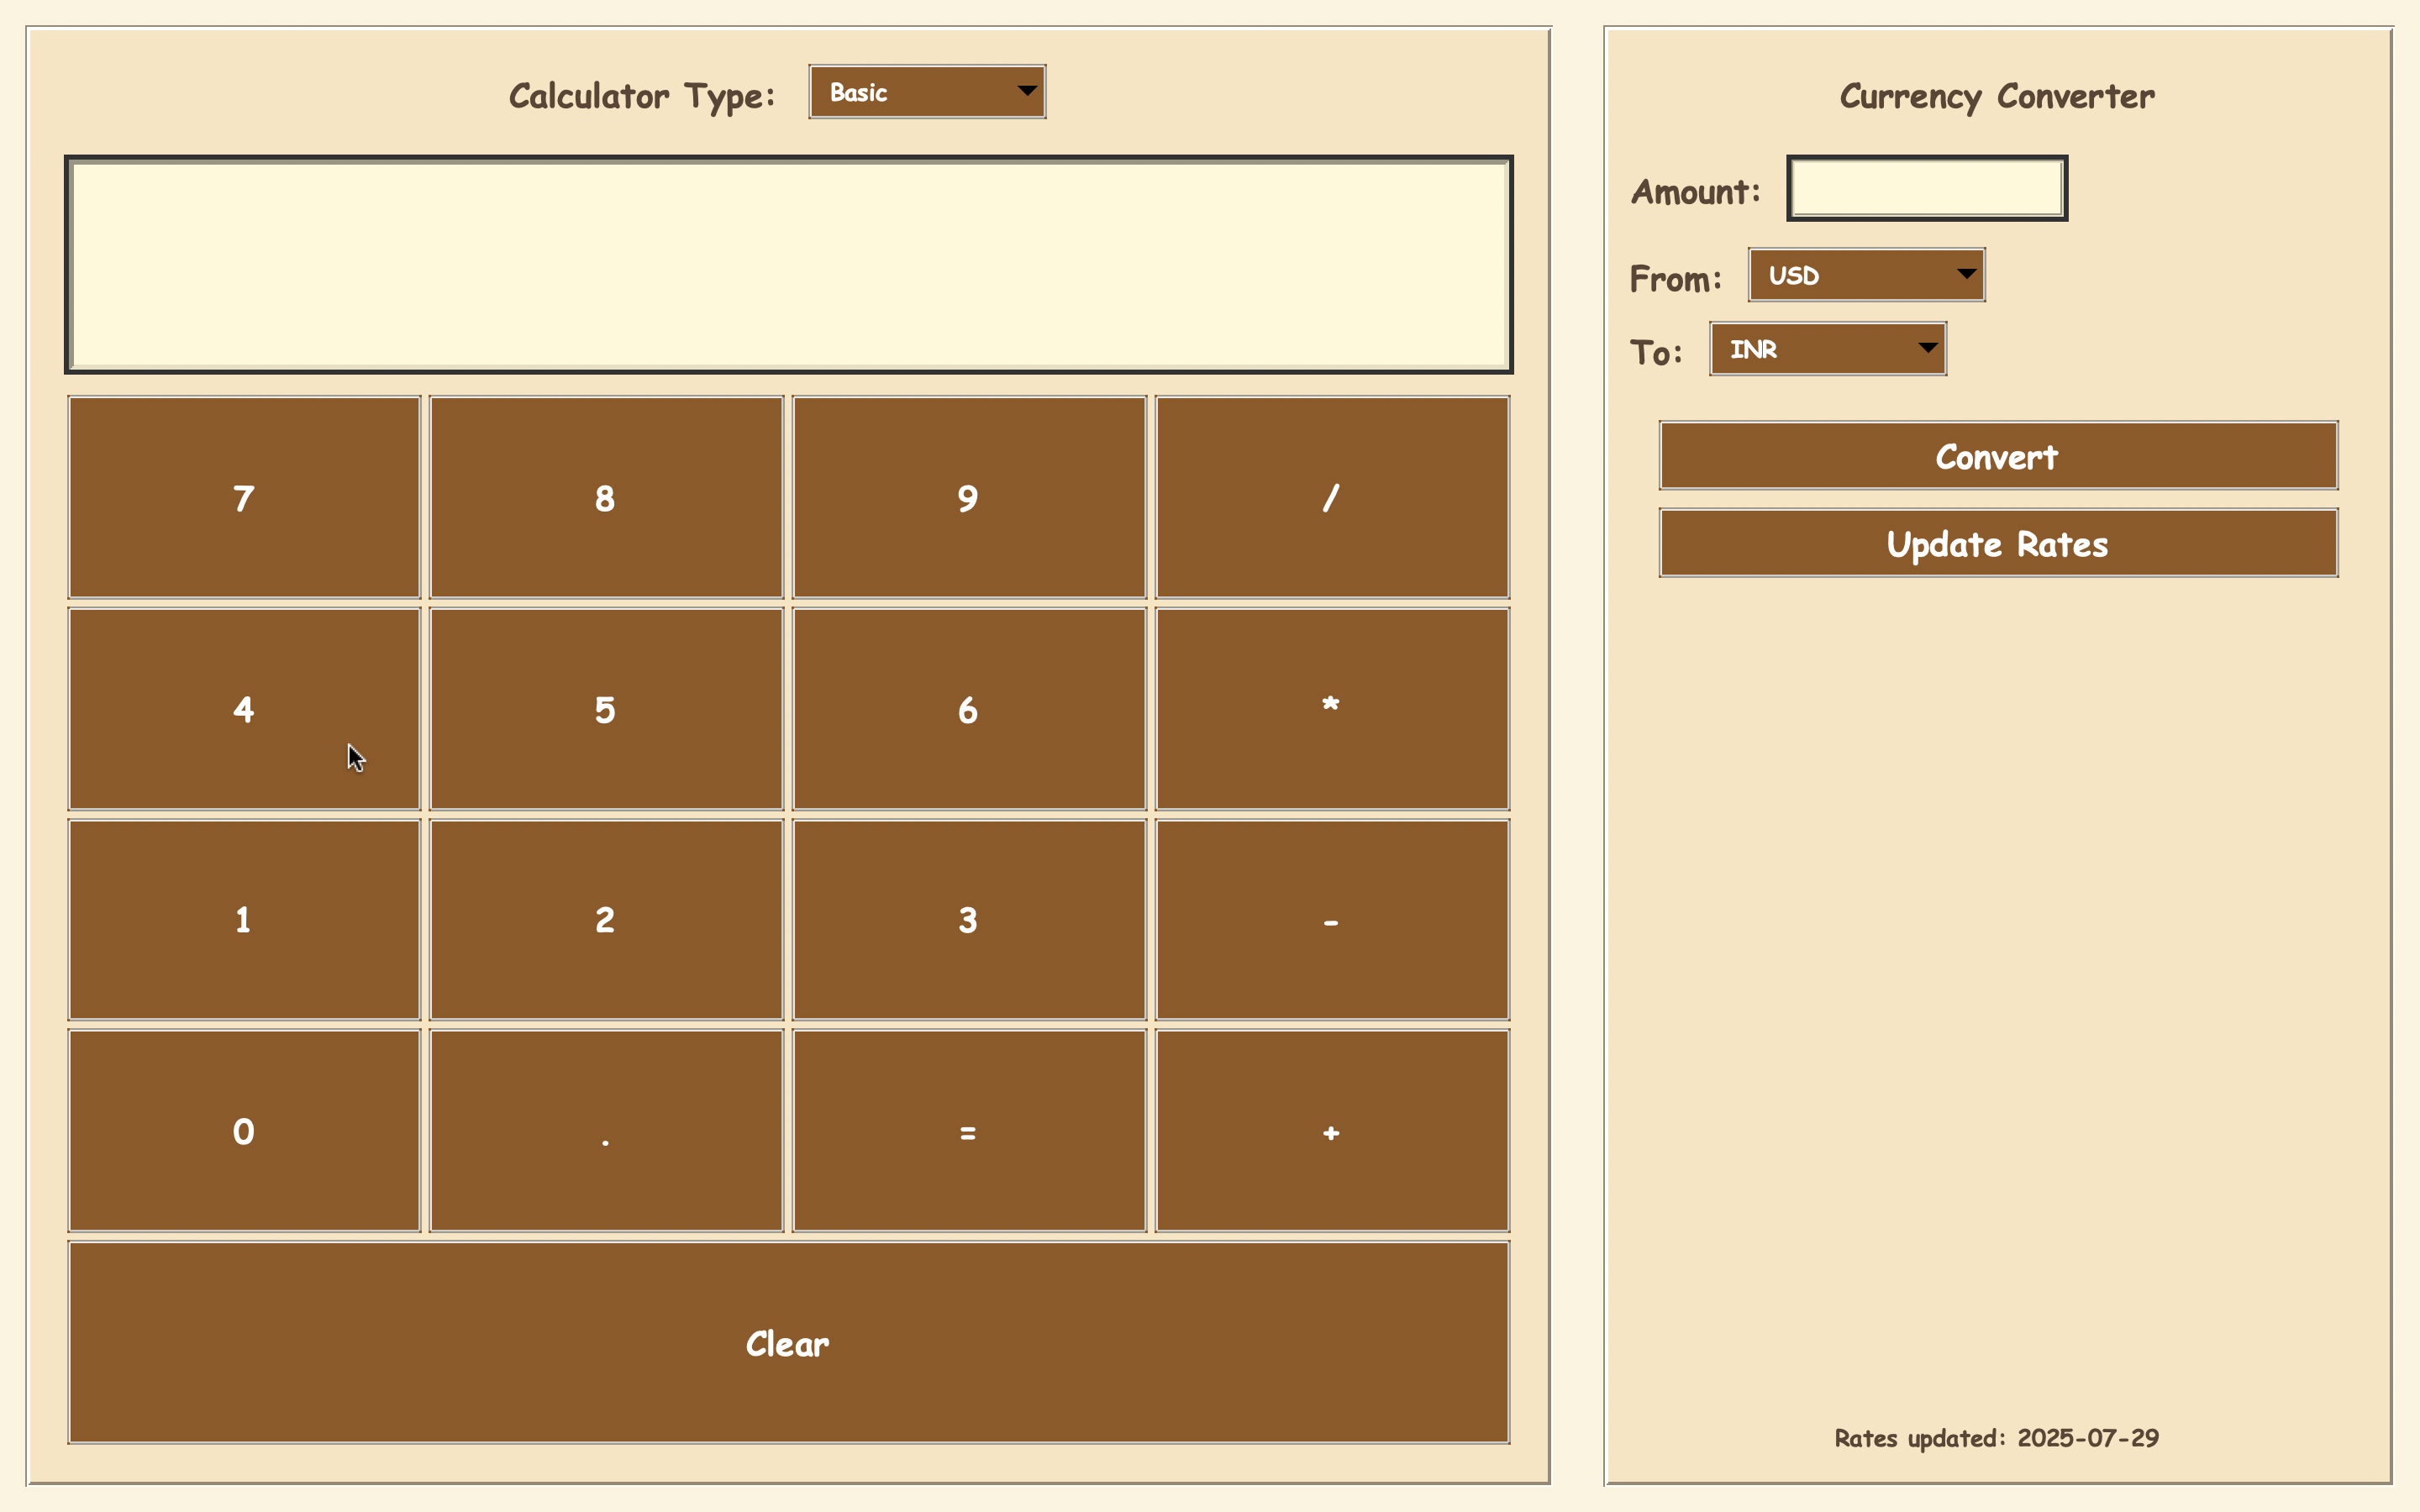 Calculator Type: Basic
7 8 9 /
4 5 6 *
1 2 3 -
0 . = +
Clear
Currency Converter
Amount:
From: USD
To: INR
Convert
Update Rates
Rates updated: 2025-07-29